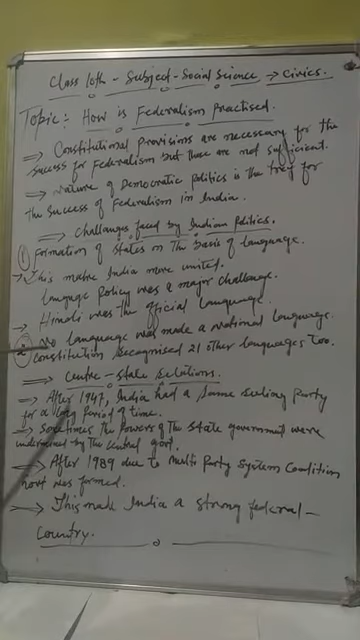 Class 10th - Subject - Social Science → Civics.
Topic: How is Federalism Practised.
⇒ Constitutional Provisions are necessary for the
success for Federalism but these are not sufficient.
⇒ Nature of Democratic Politics is the key for
the success of Federalism in India.
⇒ Challanges faced by Indian Politics.
① Formation of States on the basis of language.
→ This make India more united.
Language Policy was a major challenge.
→ Hindi was the official language.
② No language was made a National language.
constitution recognised 21 other languages too.
⇒ Centre - State relations.
→ After 1947, India had a same ruling Party
for a long period of time.
→ Sometimes the Powers of the State government were
undermined by the Central govt.
⇒ After 1989 due to Multi Party System Coalition
govt was formed.
⇒ This made India a strong federal -
country.